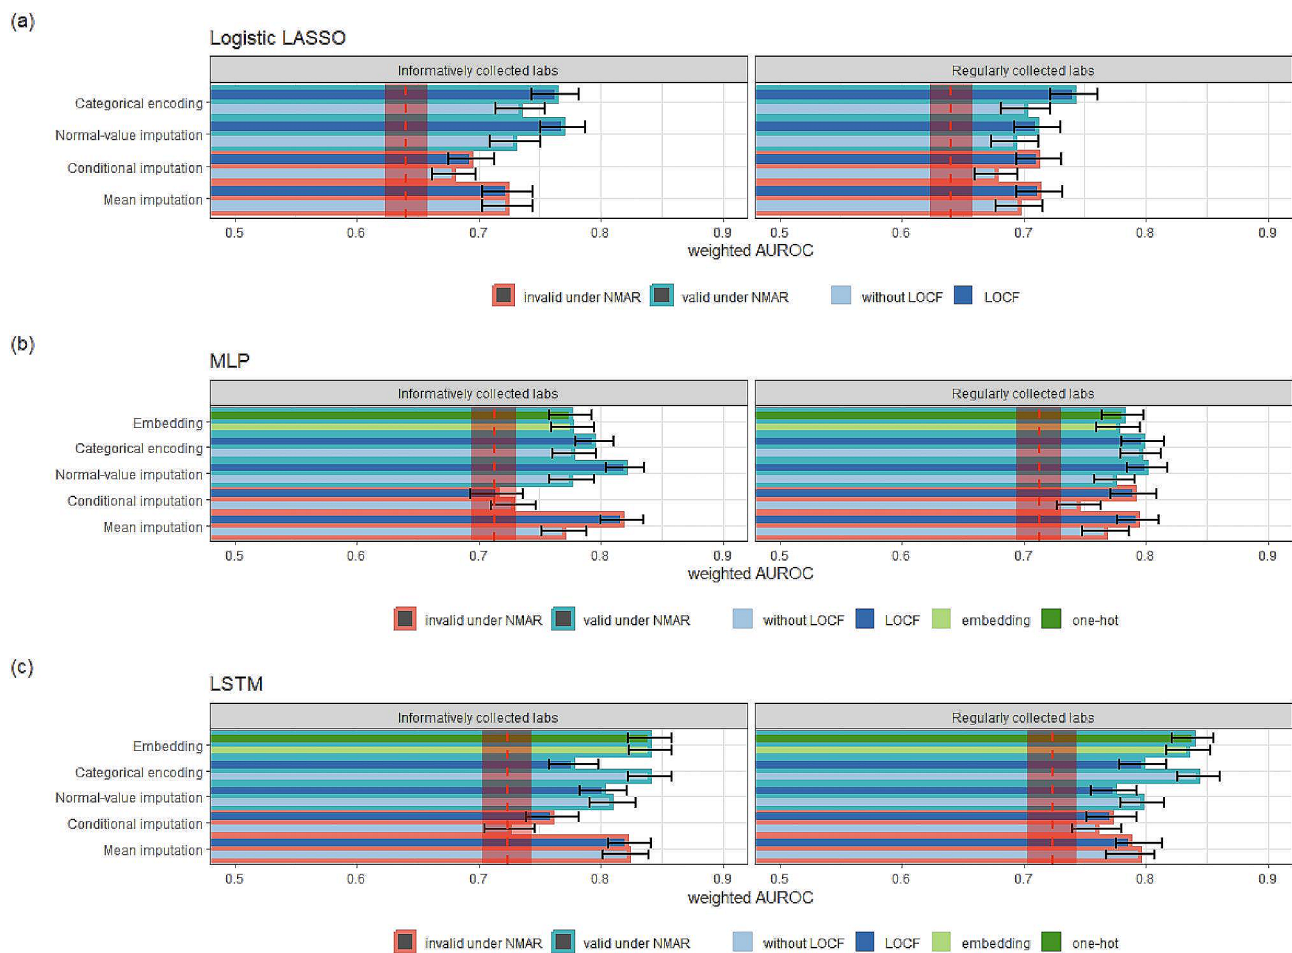 (a)
Logistic LASSO
Informatively collected labs
Regularly collected labs
Categorical encoding
Normal-value imputation
Conditional imputation
Mean imputation
0.5 0.6 0.7 0.8 0.9 0.5 0.6 0.7 0.8 0.9
weighted AUROC
invalid under NMAR valid under NMAR without LOCF LOCF
(b)
MLP
Informatively collected labs
Regularly collected labs
Embedding
Categorical encoding
Normal-value imputation
Conditional imputation
Mean imputation
0.5 0.6 0.7 0.8 0.9 0.5 0.6 0.7 0.8 0.9
weighted AUROC
invalid under NMAR valid under NMAR without LOCF LOCF embedding one-hot
(c)
LSTM
Informatively collected labs
Regularly collected labs
Embedding
Categorical encoding
Normal-value imputation
Conditional imputation
Mean imputation
0.5 0.6 0.7 0.8 0.9 0.5 0.6 0.7 0.8 0.9
weighted AUROC
invalid under NMAR valid under NMAR without LOCF LOCF embedding one-hot